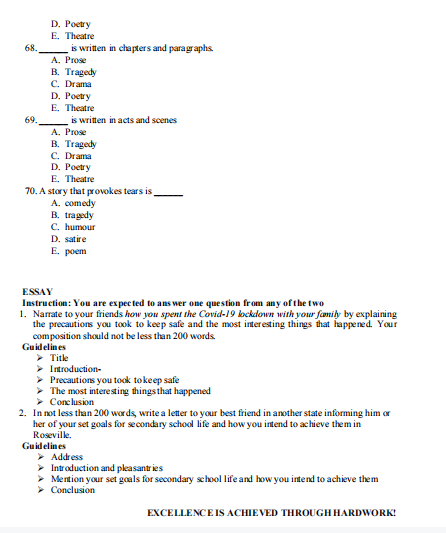 D. Poetry
E. Theatre
68. ______ is written in chapters and paragraphs.
A. Prose
B. Tragedy
C. Drama
D. Poetry
E. Theatre
69. ______ is written in acts and scenes
A. Prose
B. Tragedy
C. Drama
D. Poetry
E. Theatre
70. A story that provokes tears is ______
A. comedy
B. tragedy
C. humour
D. satire
E. poem
ESSAY
Instruction: You are expected to answer one question from any of the two
1. Narrate to your friends how you spent the Covid-19 lockdown with your family by explaining
the precautions you took to keep safe and the most interesting things that happened. Your
composition should not be less than 200 words.
Guidelines
➢ Title
➢ Introduction-
➢ Precautions you took to keep safe
➢ The most interesting things that happened
➢ Conclusion
2. In not less than 200 words, write a letter to your best friend in another state informing him or
her of your set goals for secondary school life and how you intend to achieve them in
Roseville.
Guidelines
➢ Address
➢ Introduction and pleasantries
➢ Mention your set goals for secondary school life and how you intend to achieve them
➢ Conclusion
EXCELLENCE IS ACHIEVED THROUGH HARDWORK!